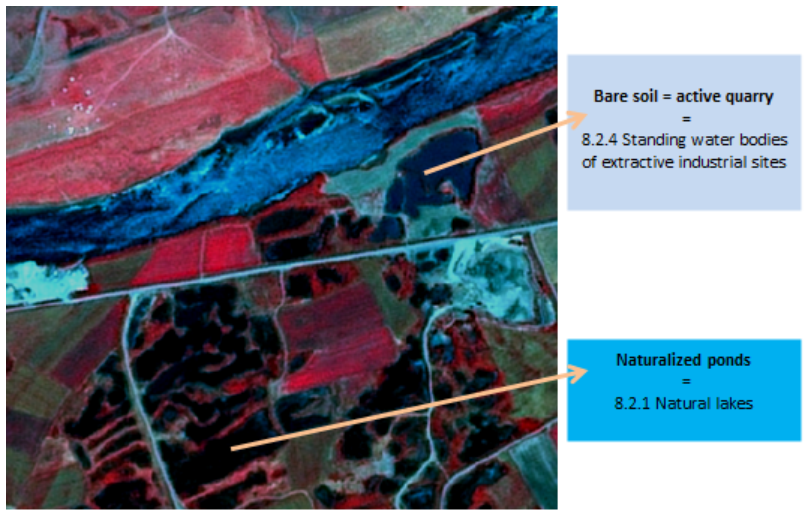 Bare soil = active quarry
=
8.2.4 Standing water bodies
of extractive industrial sites
Naturalized ponds
=
8.2.1 Natural lakes